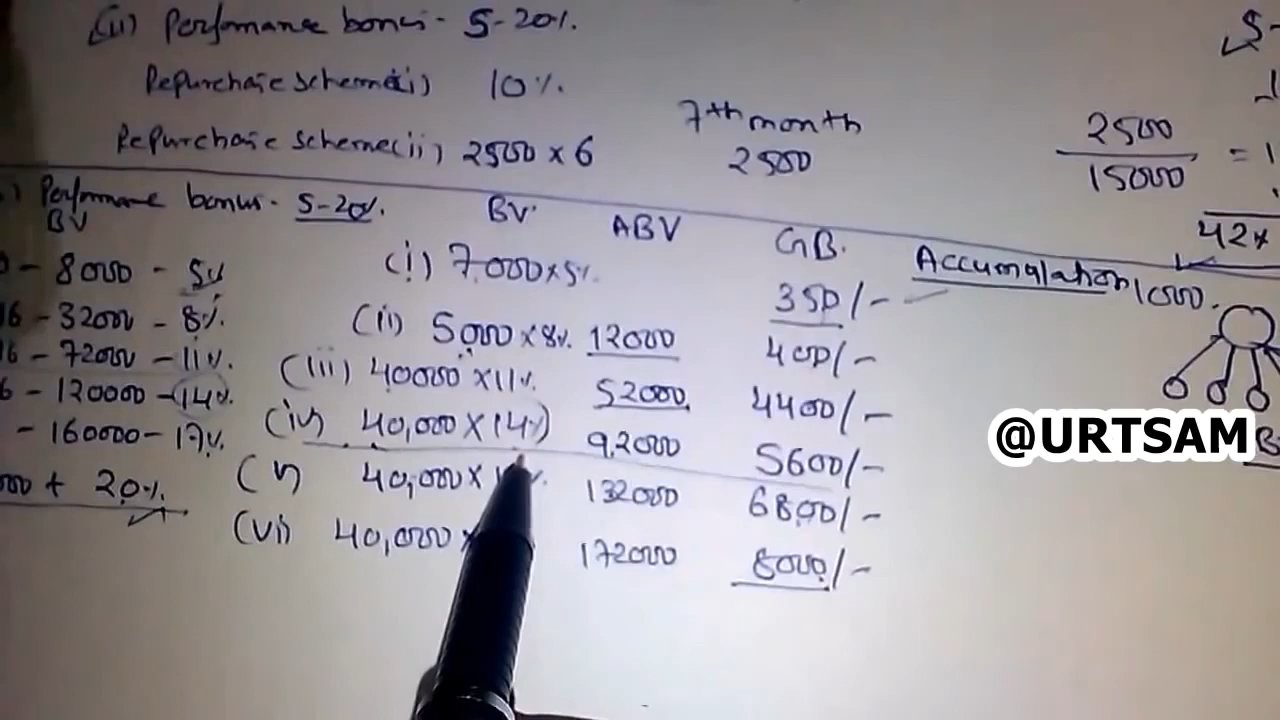 (ii) Performance bonus - 5-20%.
Repurchase scheme(i) 10%.
Repurchase scheme(ii) 2500 x 6
7th month
2500
2500
15000
=
42%
Performance bonus - 5-20%.
BV
BV.
ABV
GB.
Accumulation
1000.
- 8000 - 5%
(i) 7,000 x 5%.
350/-
- 32000 - 8%.
(ii) 5000 x 8%.
12000
400/-
- 72000 - 11%.
(iii) 40000 x 11%.
52000
4400/-
- 120000 - 14%.
(iv) 40,000 x 14%
92000
5600/-
- 160000 - 17%.
(v) 40,000 x
132000
6800/-
+ 20%.
(vi) 40,000 x
172000
8000/-
@URTSAM